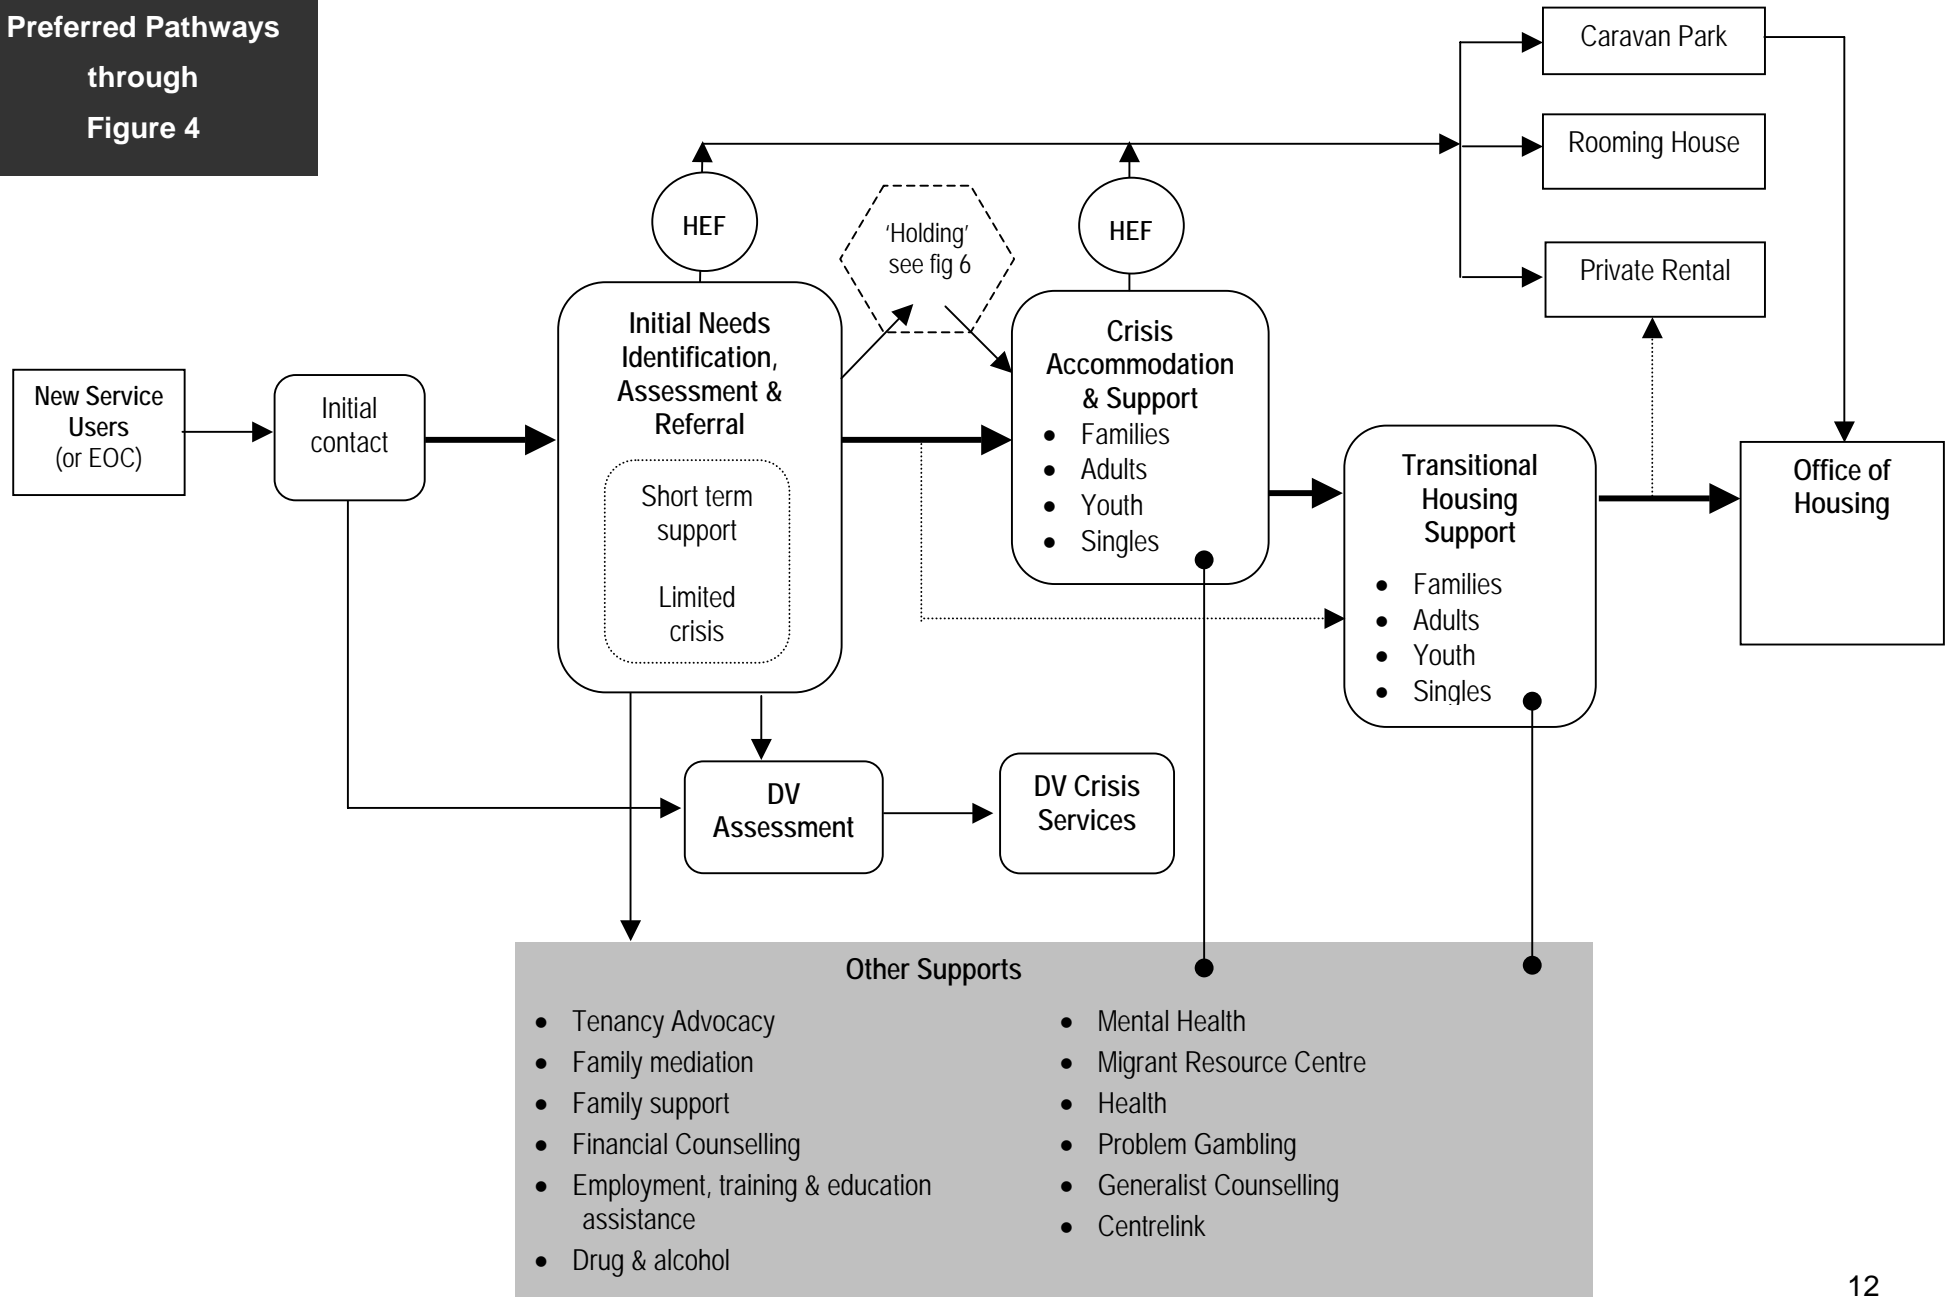 Preferred Pathways
through
Figure 4
Caravan Park
Rooming House
Private Rental
HEF
'Holding'
see fig 6
HEF
New Service
Users
(or EOC)
Initial
contact
Initial Needs
Identification,
Assessment &
Referral
Short term
support
Limited
crisis
Crisis
Accommodation
& Support
• Families
• Adults
• Youth
• Singles
Transitional
Housing
Support
• Families
• Adults
• Youth
• Singles
Office of
Housing
DV
Assessment
DV Crisis
Services
Other Supports
• Tenancy Advocacy
• Family mediation
• Family support
• Financial Counselling
• Employment, training & education
assistance
• Drug & alcohol
• Mental Health
• Migrant Resource Centre
• Health
• Problem Gambling
• Generalist Counselling
• Centrelink
12